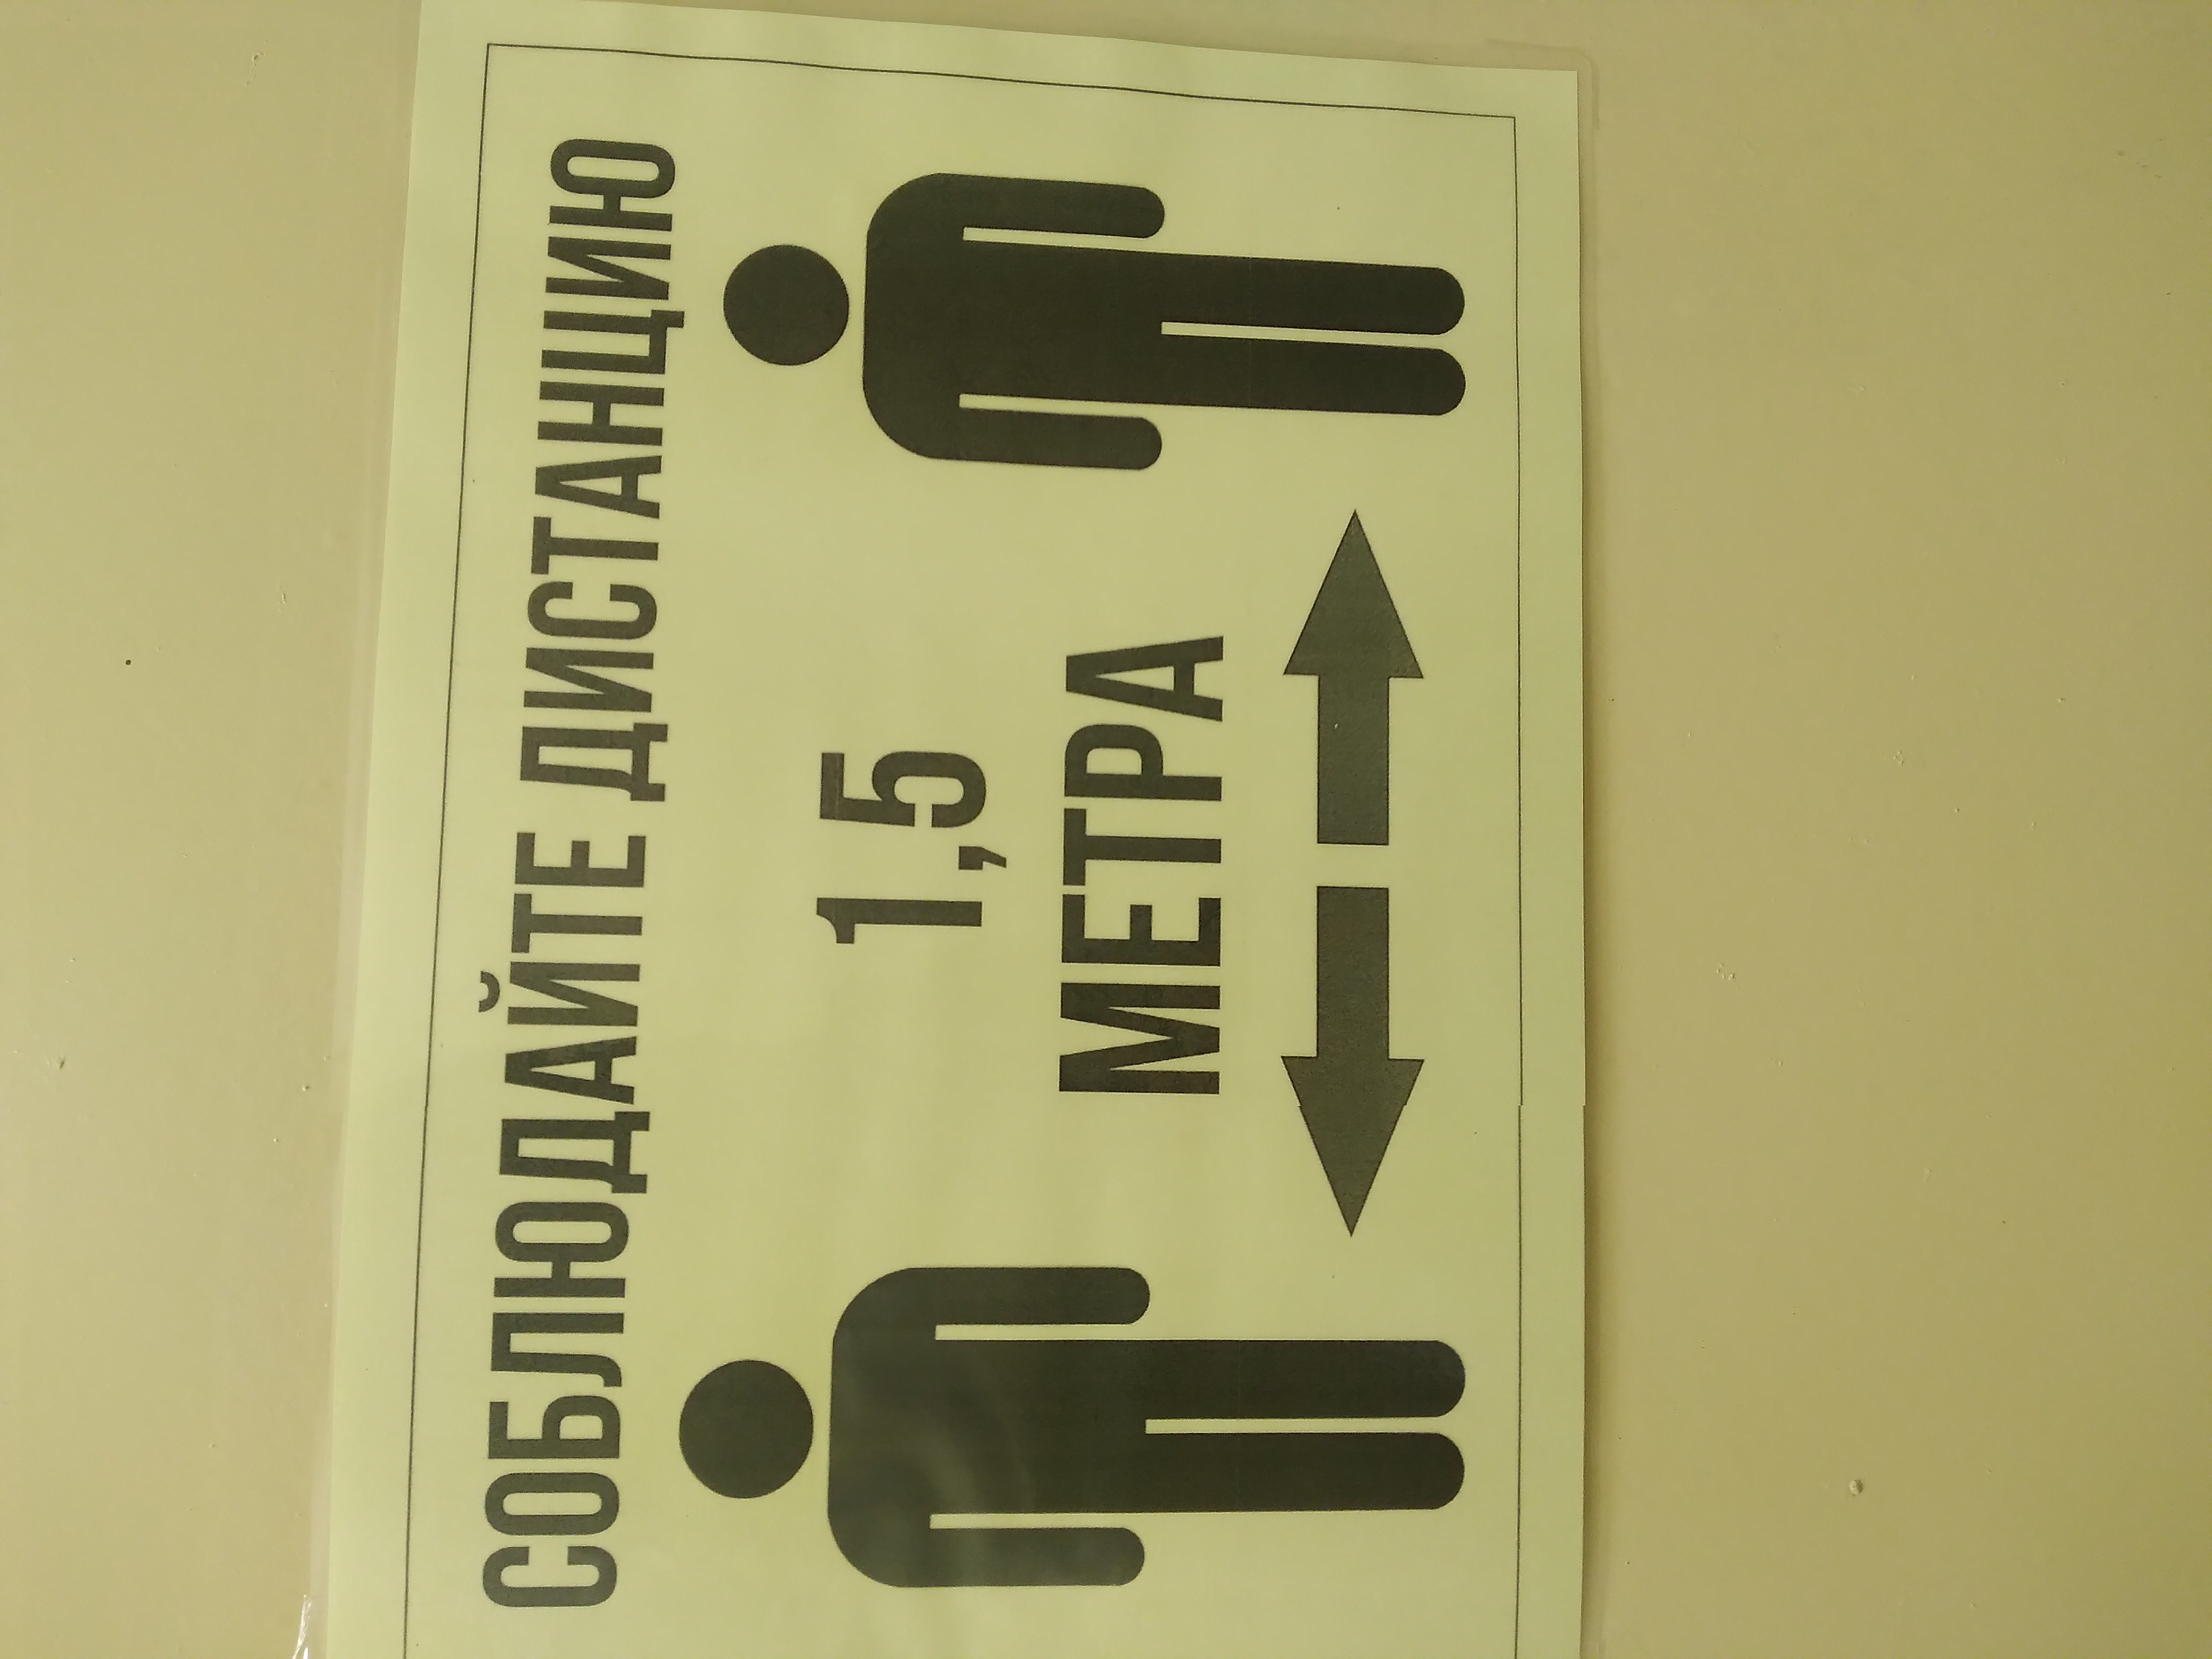 СОБЛЮДАЙТЕ ДИСТАНЦИЮ
1,5
МЕТРА